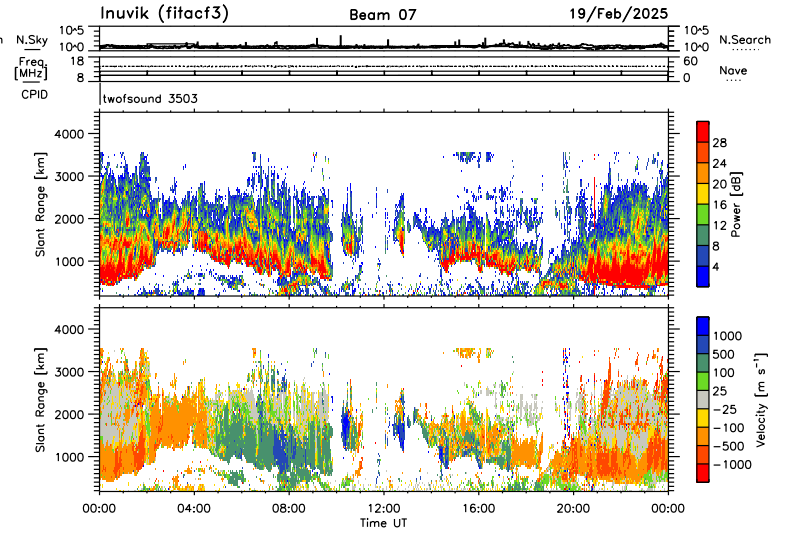 Inuvik (fitacf3) Beam 07 19/Feb/2025
N.Sky 10^5 10^0 10^5 10^0 N.Search
Freq. [MHz] 18 8 60 0 Nave
CPID twofsound 3503
4000
3000
2000
1000
Slant Range [km]
28
24
20
16
12
8
4
Power [dB]
4000
3000
2000
1000
Slant Range [km]
1000
500
100
25
-25
-100
-500
-1000
Velocity [m s⁻¹]
00:00 04:00 08:00 12:00 16:00 20:00 00:00
Time UT